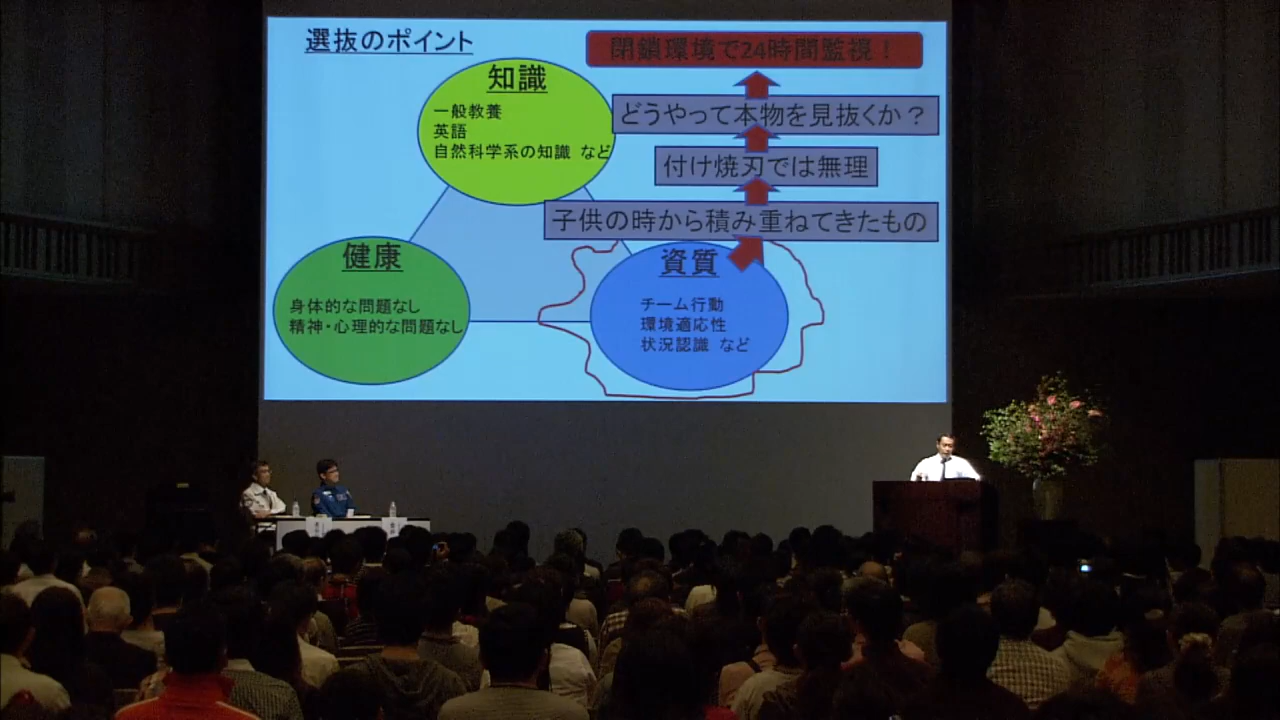 選抜のポイント
知識
一般教養
英語
自然科学系の知識 など
健康
身体的な問題なし
精神・心理的な問題なし
資質
チーム行動
環境適応性
状況認識 など
閉鎖環境で24時間監視！
どうやって本物を見抜くか？
付け焼刃では無理
子供の時から積み重ねてきたもの